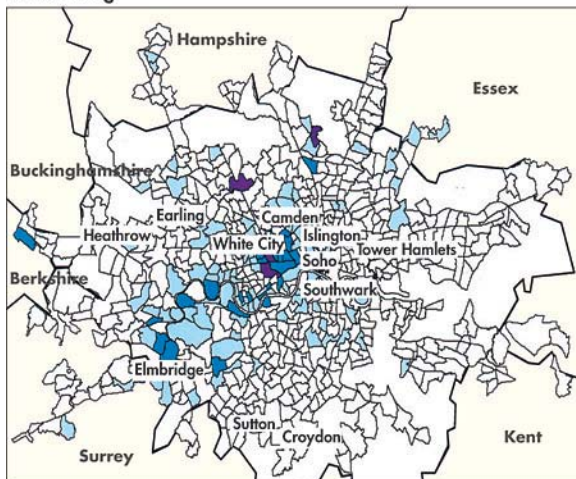 Hampshire
Essex
Buckinghamshire
Earling
Camden
Heathrow
White City
Islington
Tower Hamlets
Soho
Berkshire
Southwark
Elmbridge
Sutton
Croydon
Surrey
Kent